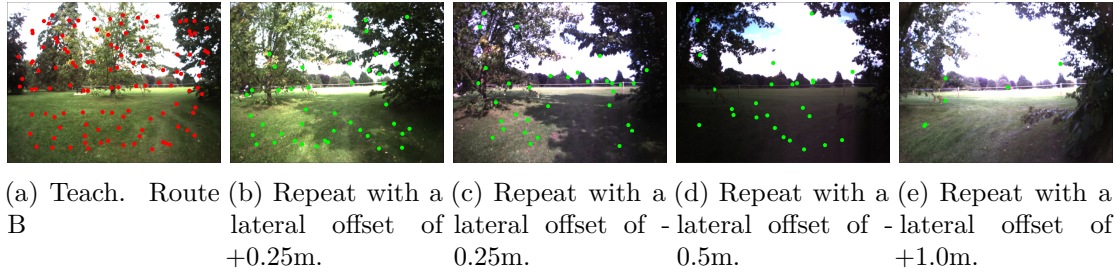 (a) Teach. Route B
(b) Repeat with a lateral offset of +0.25m.
(c) Repeat with a lateral offset of -0.25m.
(d) Repeat with a lateral offset of -0.5m.
(e) Repeat with a lateral offset of +1.0m.